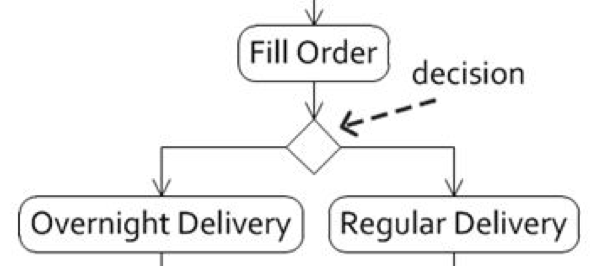 Fill Order
decision
Overnight Delivery
Regular Delivery